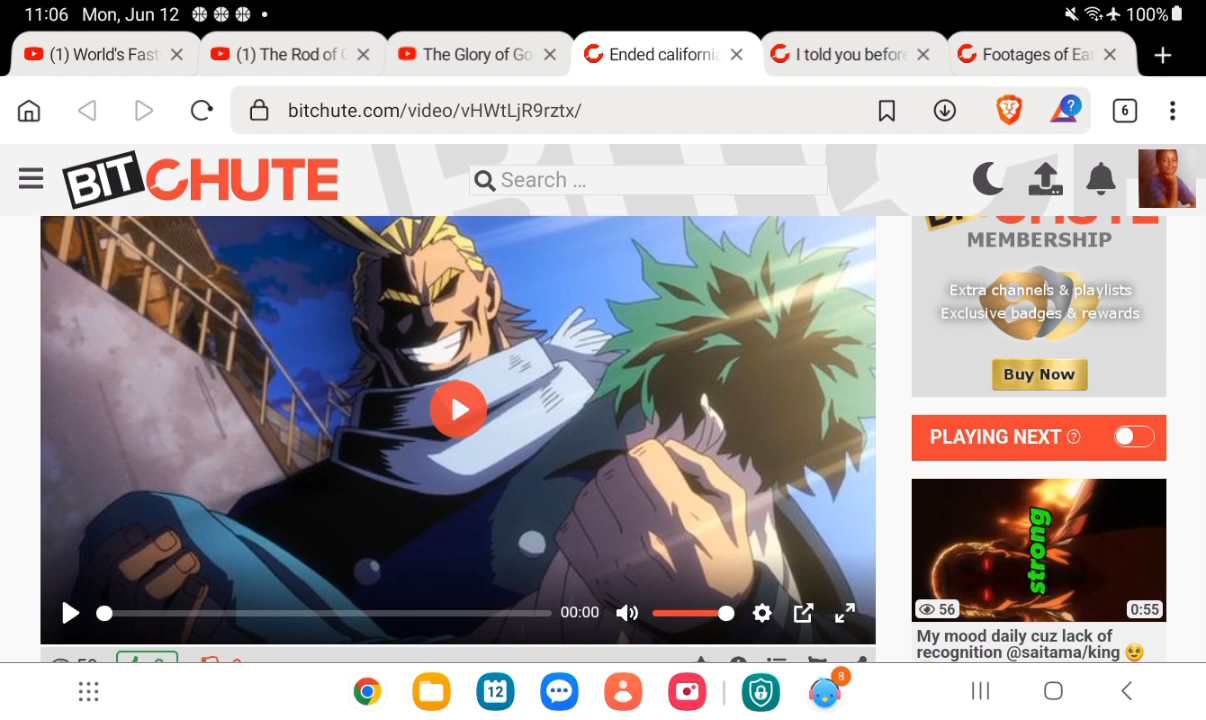 11:06 Mon, Jun 12
100%
(1) World's Fast
(1) The Rod of G
The Glory of Go
Ended california
I told you before
Footages of Ear
bitchute.com/video/vHWtLjR9rztx/
?
6
BITCHUTE
Search ...
MEMBERSHIP
Extra channels & playlists
Exclusive badges & rewards
Buy Now
PLAYING NEXT ?
strong
56
0:55
My mood daily cuz lack of
recognition @saitama/king 🥹
00:00
12
8